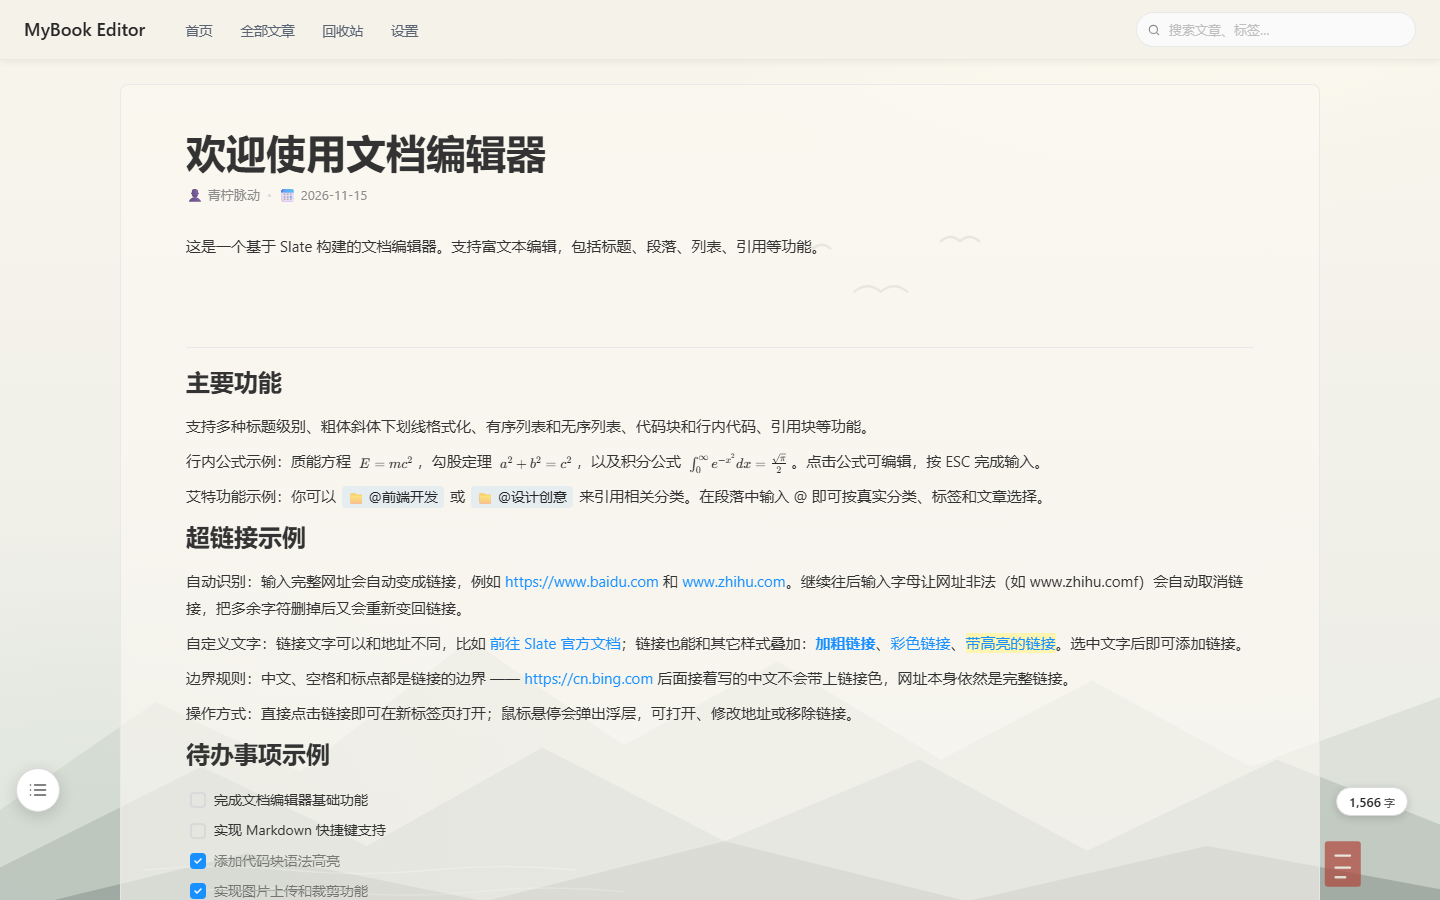 MyBook Editor 首页 全部文章 回收站 设置 搜索文章、标签...
欢迎使用文档编辑器
青柠脉动 · 2026-11-15
这是一个基于 Slate 构建的文档编辑器。支持富文本编辑，包括标题、段落、列表、引用等功能。
主要功能
支持多种标题级别、粗体斜体下划线格式化、有序列表和无序列表、代码块和行内代码、引用块等功能。
行内公式示例：质能方程 E = mc² ，勾股定理 a² + b² = c² ，以及积分公式 ∫₀^∞ e^{-x²} dx = √π/2 。点击公式可编辑，按 ESC 完成输入。
艾特功能示例：你可以 @前端开发 或 @设计创意 来引用相关分类。在段落中输入 @ 即可按真实分类、标签和文章选择。
超链接示例
自动识别：输入完整网址会自动变成链接，例如 https://www.baidu.com 和 www.zhihu.com。继续往后输入字母让网址非法（如 www.zhihu.comf）会自动取消链
接，把多余字符删掉后又会重新变回链接。
自定义文字：链接文字可以和地址不同，比如 前往 Slate 官方文档；链接也能和其它样式叠加：加粗链接、彩色链接、带高亮的链接。选中文字后即可添加链接。
边界规则：中文、空格和标点都是链接的边界 —— https://cn.bing.com 后面接着写的中文不会带上链接色，网址本身依然是完整链接。
操作方式：直接点击链接即可在新标签页打开；鼠标悬停会弹出浮层，可打开、修改地址或移除链接。
待办事项示例
完成文档编辑器基础功能
实现 Markdown 快捷键支持
添加代码块语法高亮
实现图片上传和裁剪功能
1,566 字